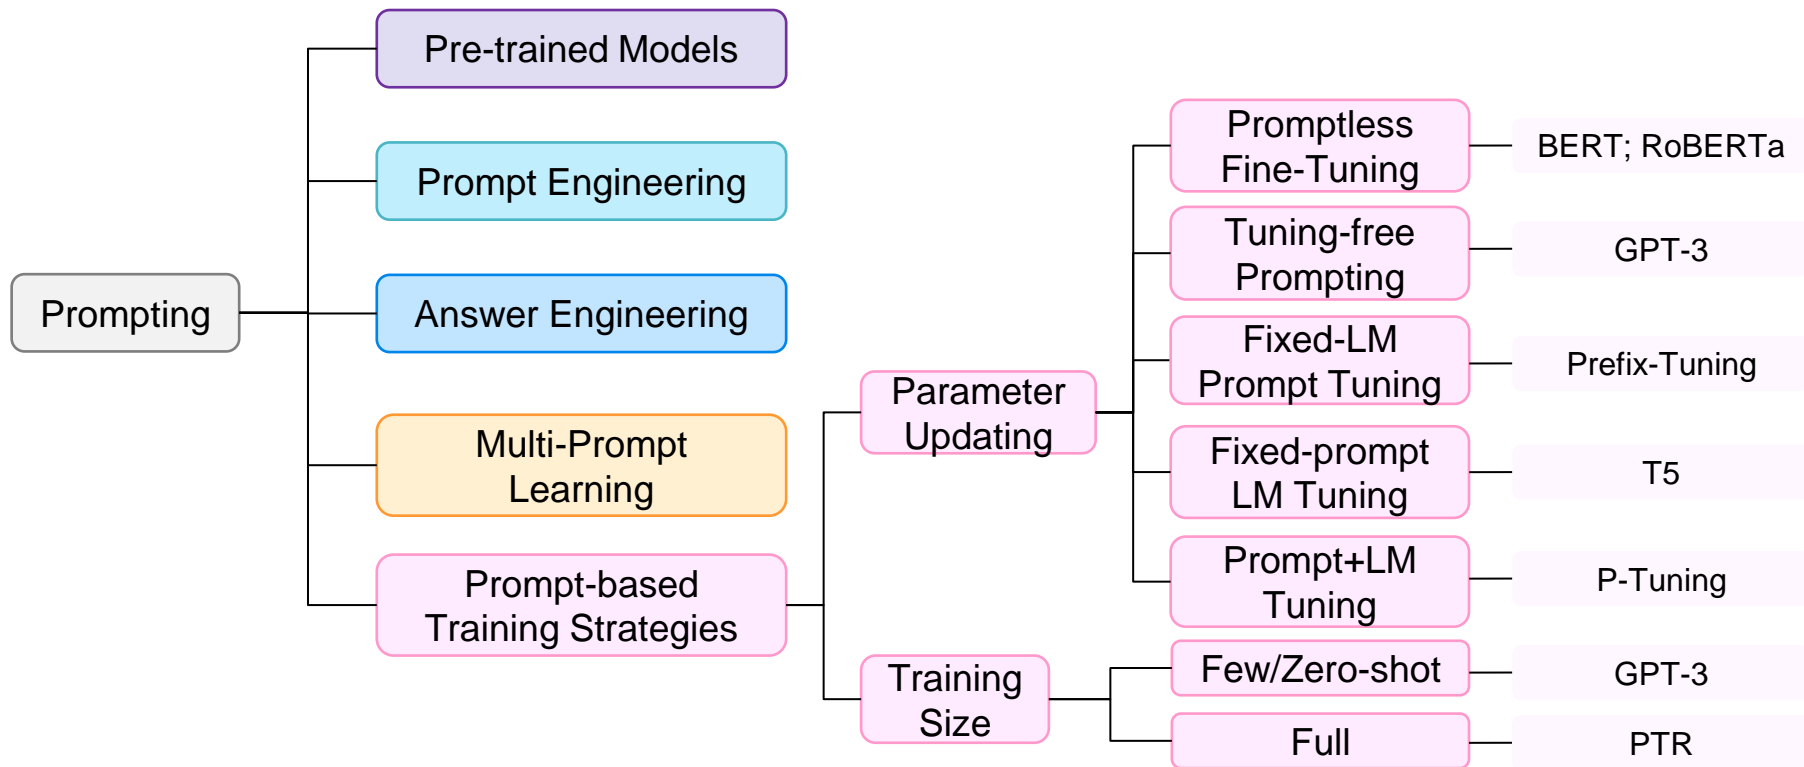 Pre-trained Models
Prompt Engineering
Prompting
Answer Engineering
Multi-Prompt
Learning
Prompt-based
Training Strategies
Parameter
Updating
Training
Size
Promptless
Fine-Tuning
BERT; RoBERTa
Tuning-free
Prompting
GPT-3
Fixed-LM
Prompt Tuning
Prefix-Tuning
Fixed-prompt
LM Tuning
T5
Prompt+LM
Tuning
P-Tuning
Few/Zero-shot
GPT-3
Full
PTR